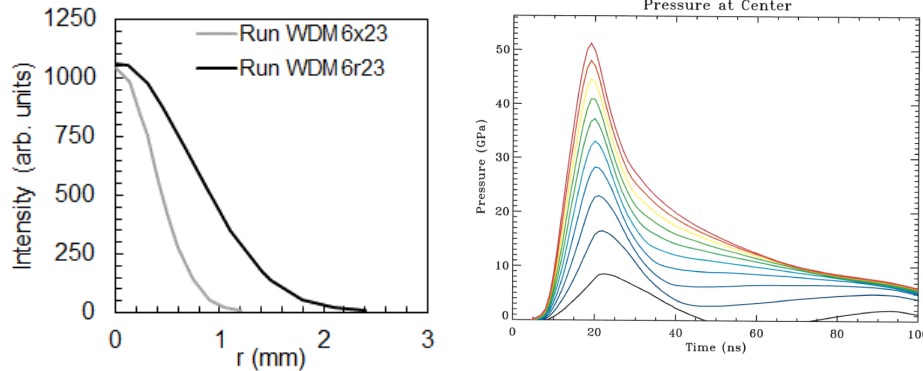 1250
1000
750
500
250
0
Intensity (arb. units)
Run WDM6x23
Run WDM6r23
0 1 2 3
r (mm)
Pressure at Center
50
40
30
20
10
0
Pressure (GPa)
0 20 40 60 80 100
Time (ns)